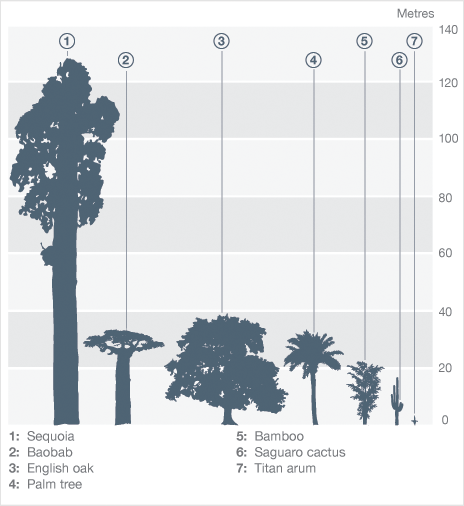 Metres
140
1
2
3
4
5
6
7
120
100
80
60
40
20
0
1: Sequoia
2: Baobab
3: English oak
4: Palm tree
5: Bamboo
6: Saguaro cactus
7: Titan arum